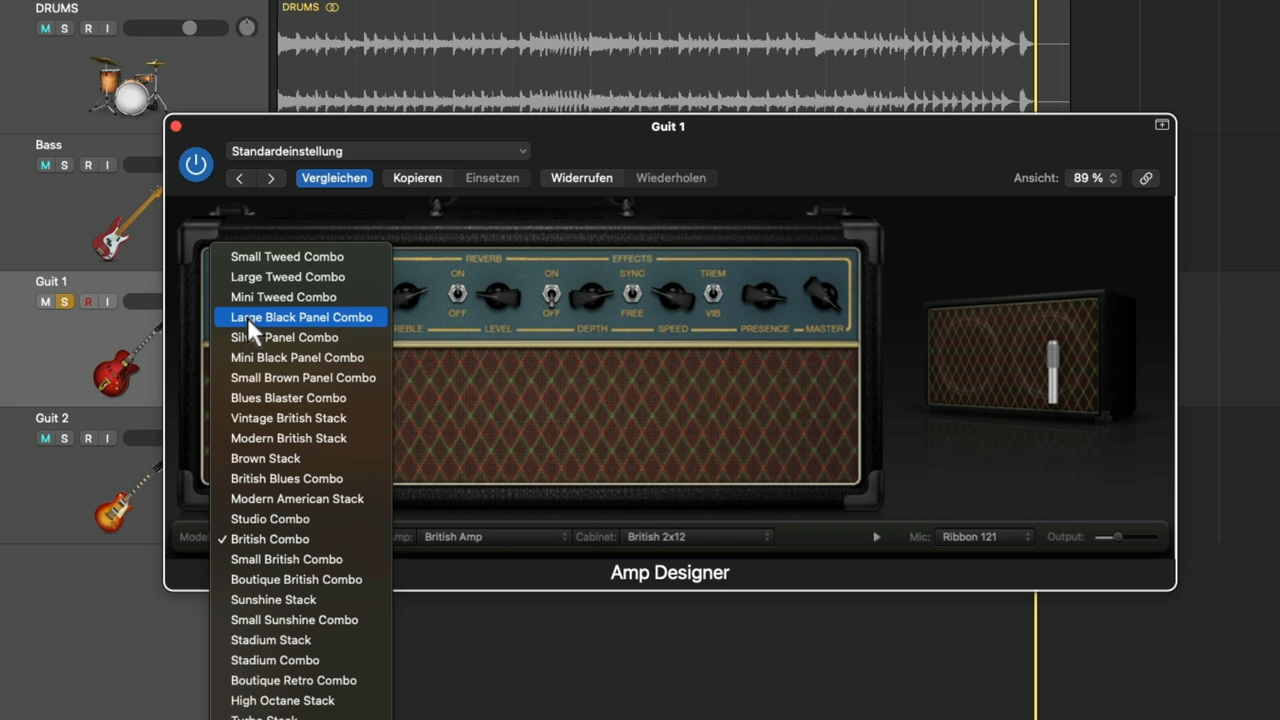 DRUMS
M S R I
DRUMS
Bass
M S R I
Guit 1
M S R I
Guit 2
M S R I
Guit 1
Standardeinstellung
Vergleichen Kopieren Einsetzen Widerrufen Wiederholen
Ansicht: 89 %
REVERB EFFECTS
ON ON SYNC TREM
OFF OFF FREE VIB
LEVEL DEPTH SPEED PRESENCE MASTER
Small Tweed Combo
Large Tweed Combo
Mini Tweed Combo
Large Black Panel Combo
Panel Combo
Mini Black Panel Combo
Small Brown Panel Combo
Blues Blaster Combo
Vintage British Stack
Modern British Stack
Brown Stack
British Blues Combo
Modern American Stack
Studio Combo
✓ British Combo
Small British Combo
Boutique British Combo
Sunshine Stack
Small Sunshine Combo
Stadium Stack
Stadium Combo
Boutique Retro Combo
High Octane Stack
British Amp Cabinet: British 2x12
Mic: Ribbon 121 Output:
Amp Designer